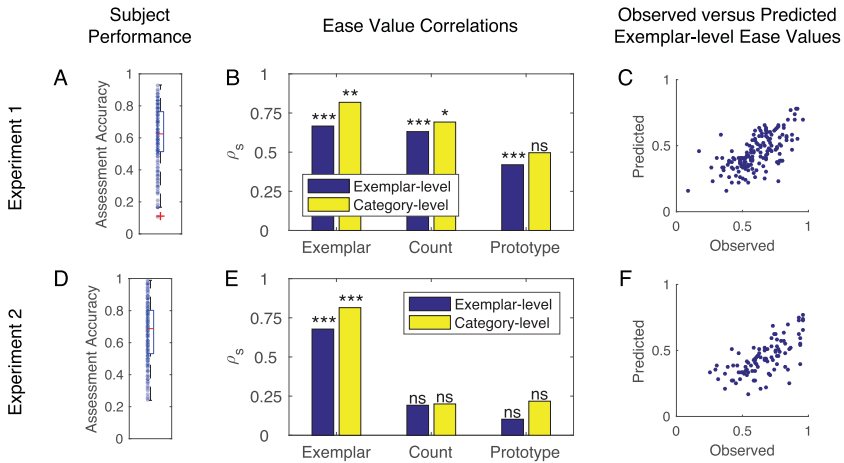 Subject
Performance
Ease Value Correlations
Observed versus Predicted
Exemplar-level Ease Values
Experiment 1
A
Assessment Accuracy
1
0.8
0.6
0.4
0.2
0
B
ρs
1
0.75
0.5
0.25
0
***
**
***
*
***
ns
Exemplar-level
Category-level
Exemplar
Count
Prototype
C
Predicted
1
0.5
0
0
0.5
1
Observed
Experiment 2
D
Assessment Accuracy
1
0.8
0.6
0.4
0.2
0
E
ρs
1
0.75
0.5
0.25
0
***
***
ns
ns
ns
ns
Exemplar-level
Category-level
Exemplar
Count
Prototype
F
Predicted
1
0.5
0
0
0.5
1
Observed